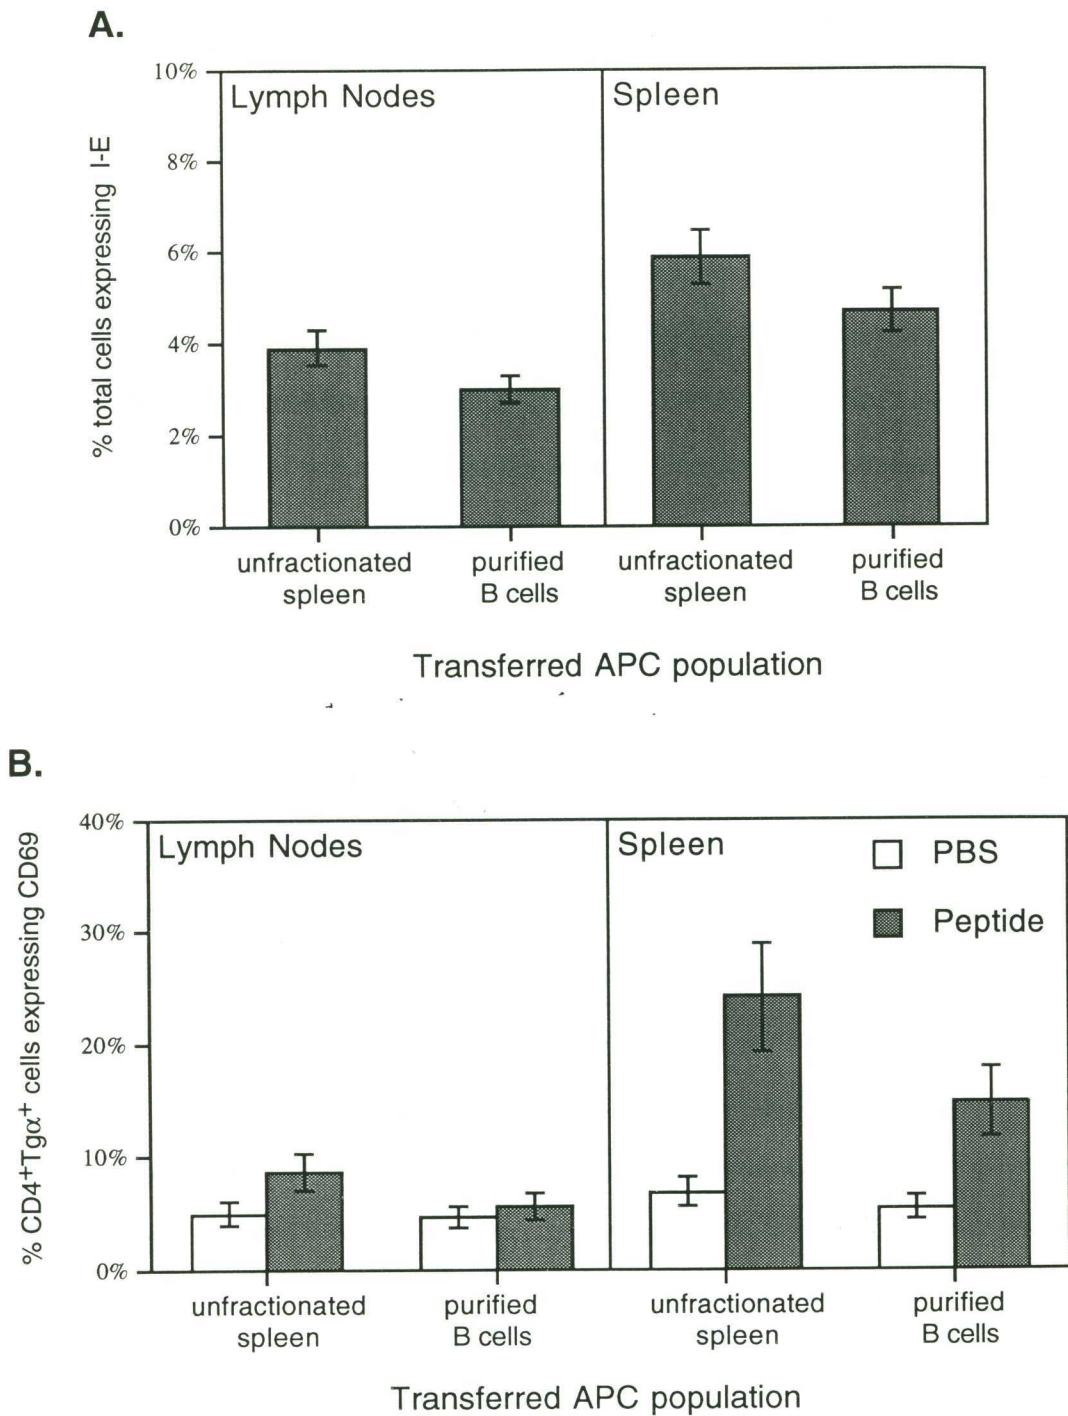 A.
% total cells expressing I-E
10%
8%
6%
4%
2%
0%
Lymph Nodes
Spleen
unfractionated
spleen
purified
B cells
unfractionated
spleen
purified
B cells
Transferred APC population
B.
% CD4+Tgα+ cells expressing CD69
40%
30%
20%
10%
0%
Lymph Nodes
Spleen
PBS
Peptide
unfractionated
spleen
purified
B cells
unfractionated
spleen
purified
B cells
Transferred APC population